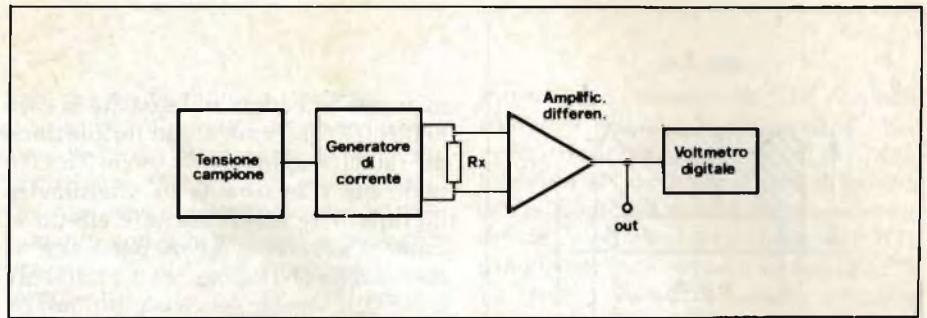 Tensione
campione
Generatore
di
corrente
Rx
Amplific.
differen.
out
Voltmetro
digitale